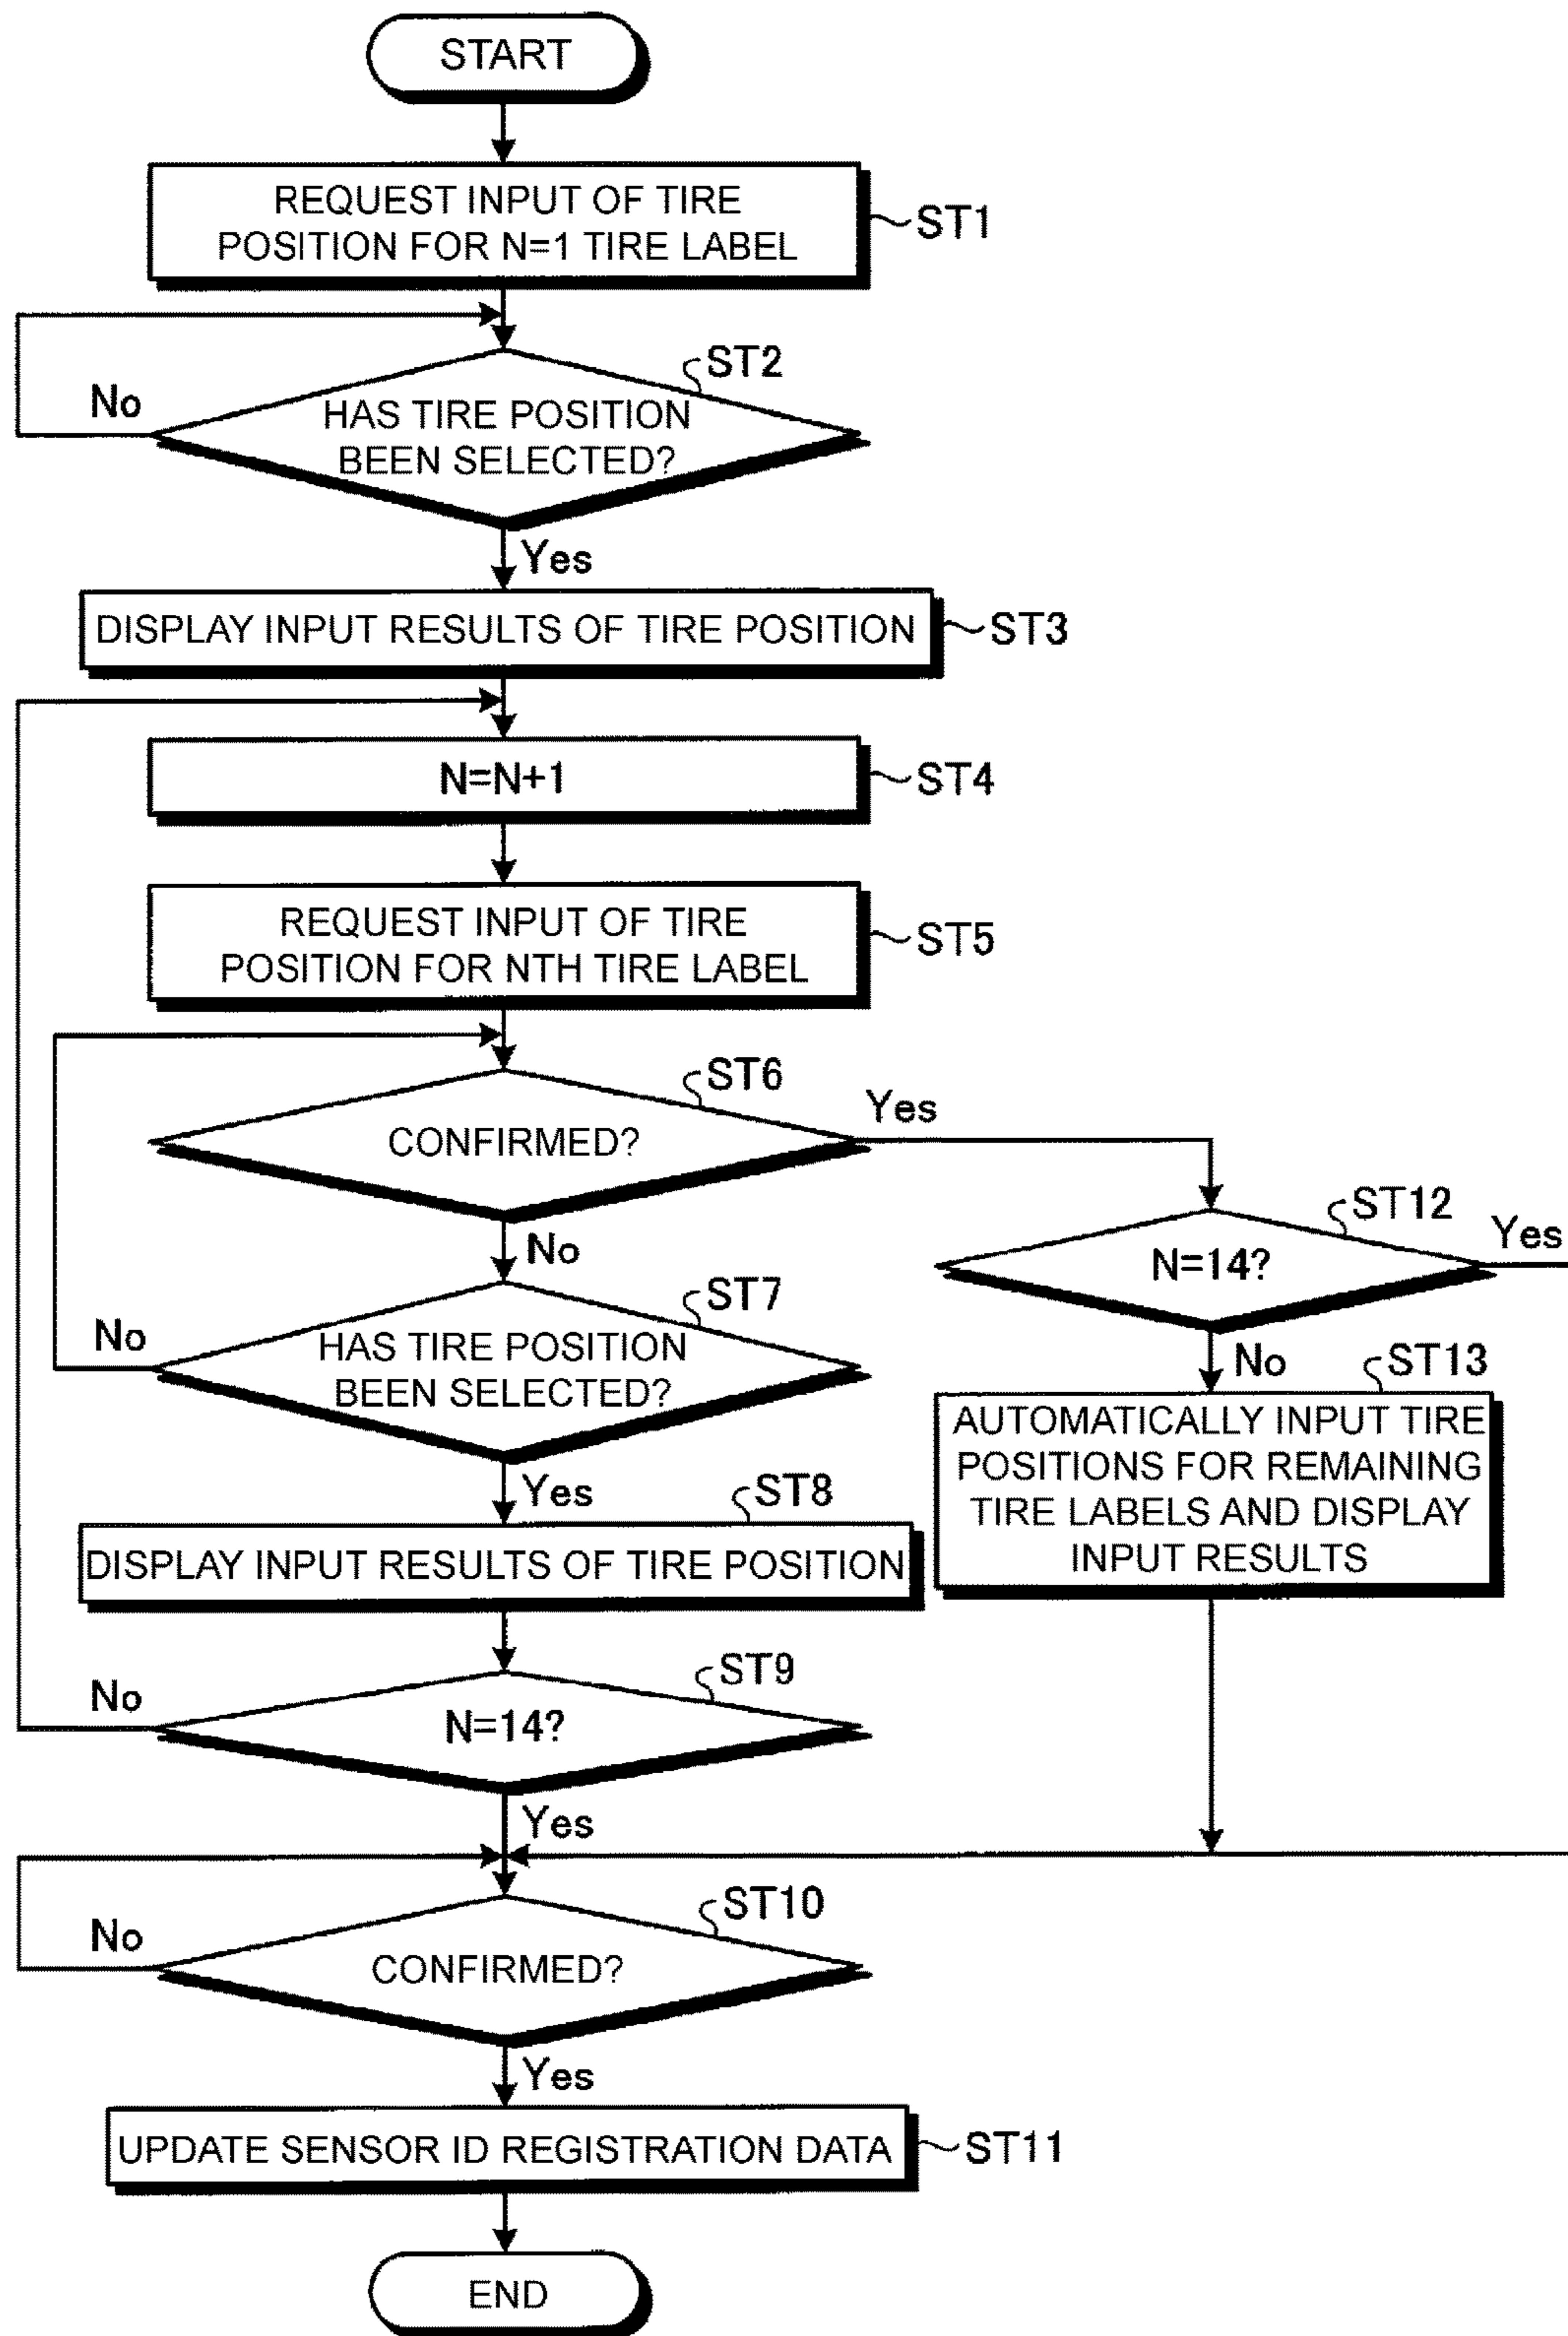 START
REQUEST INPUT OF TIRE
POSITION FOR N=1 TIRE LABEL
ST1
ST2
No
HAS TIRE POSITION
BEEN SELECTED?
Yes
DISPLAY INPUT RESULTS OF TIRE POSITION
ST3
N=N+1
ST4
REQUEST INPUT OF TIRE
POSITION FOR NTH TIRE LABEL
ST5
ST6
Yes
CONFIRMED?
No
ST12
Yes
N=14?
No
ST7
No
HAS TIRE POSITION
BEEN SELECTED?
Yes
ST13
AUTOMATICALLY INPUT TIRE
POSITIONS FOR REMAINING
TIRE LABELS AND DISPLAY
INPUT RESULTS
ST8
DISPLAY INPUT RESULTS OF TIRE POSITION
ST9
No
N=14?
Yes
ST10
No
CONFIRMED?
Yes
UPDATE SENSOR ID REGISTRATION DATA
ST11
END